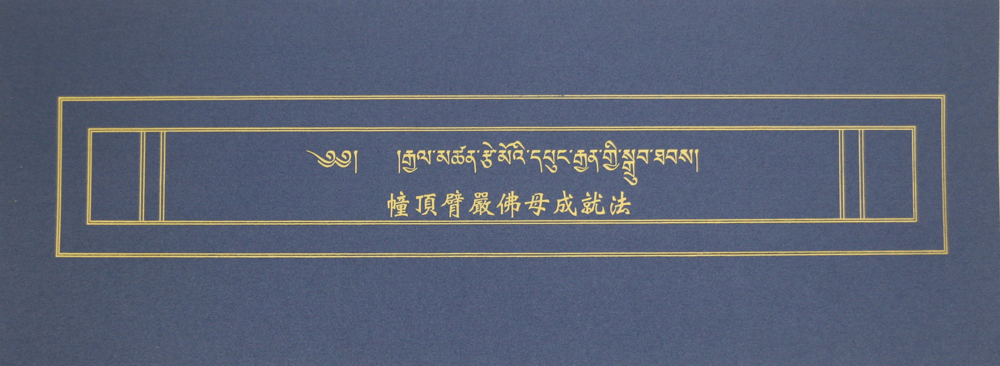 ༄༅། །རྒྱལ་མཚན་རྩེ་མོའི་དཔུང་རྒྱན་གྱི་སྒྲུབ་ཐབས།
幢頂臂嚴佛母成就法